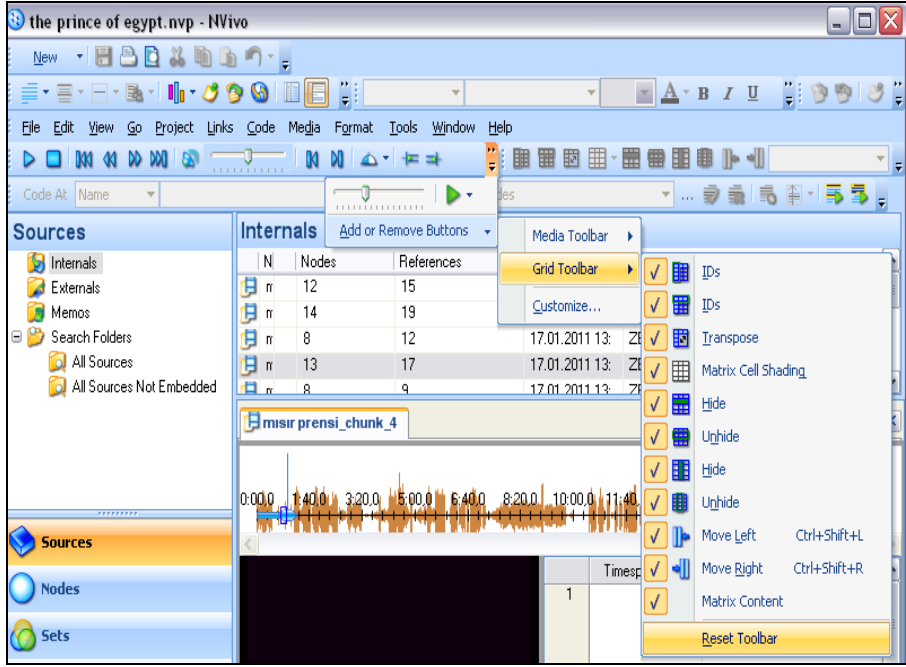 the prince of egypt.nvp - NVivo
New
A B I U
File Edit View Go Project Links Code Media Format Tools Window Help
Code At Name des ...
Add or Remove Buttons
Media Toolbar
Grid Toolbar
Customize...
IDs
IDs
Transpose
Matrix Cell Shading
Hide
Unhide
Hide
Unhide
Move Left Ctrl+Shift+L
Move Right Ctrl+Shift+R
Matrix Content
Reset Toolbar
Sources
Internals
Externals
Memos
Search Folders
All Sources
All Sources Not Embedded
Sources
Nodes
Sets
Internals
N Nodes References
12 15
14 19
8 12 17.01.2011 13: ZE
13 17 17.01.2011 13: ZE
8 9 17.01.2011 13:
mısır prensi_chunk_4
0:00,0 1:40,0 3:20,0 5:00,0 6:40,0 8:20,0 10:00,0 11:40,
Timesp
1